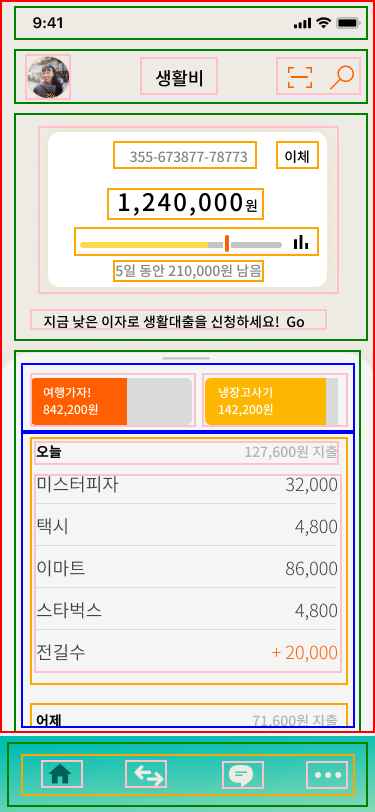 9:41
생활비
355-673877-78773 이체
1,240,000원
5일 동안 210,000원 남음
지금 낮은 이자로 생활대출을 신청하세요! Go
여행가자! 냉장고사기
842,200원 142,200원
오늘 127,600원 지출
미스터피자 32,000
택시 4,800
이마트 86,000
스타벅스 4,800
전길수 + 20,000
어제 71,600원 지출